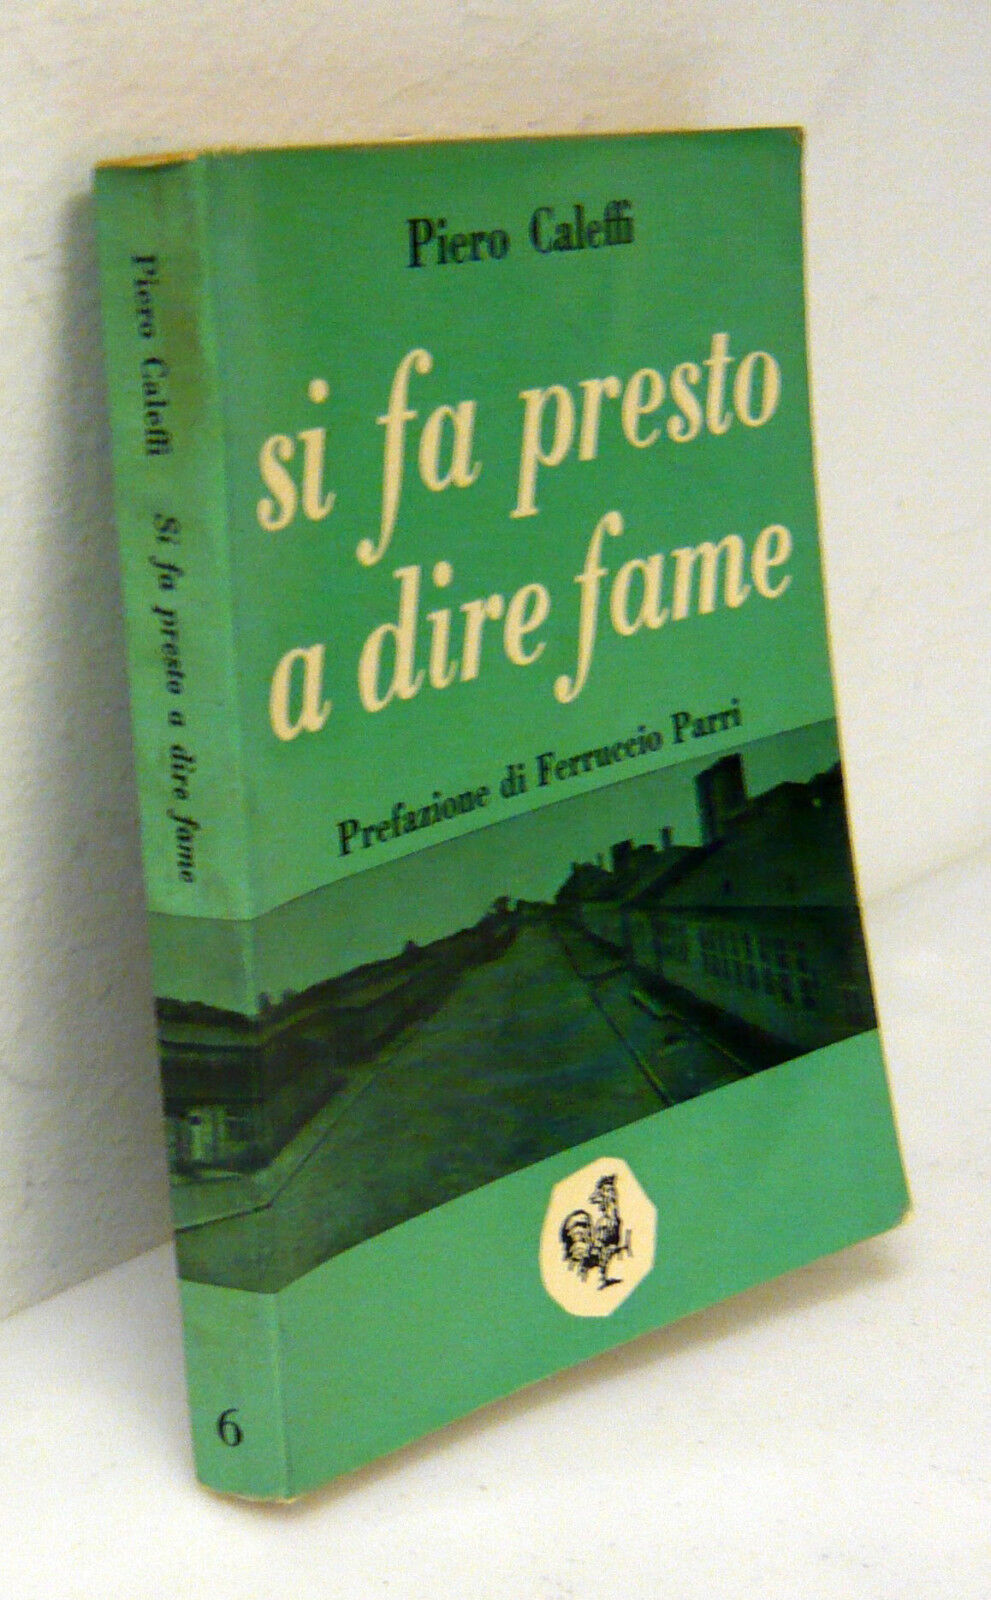 Piero Caleffi
si fa presto
a dire fame
Prefazione di Ferruccio Parri
Piero Caleffi Si fa presto a dire fame
6